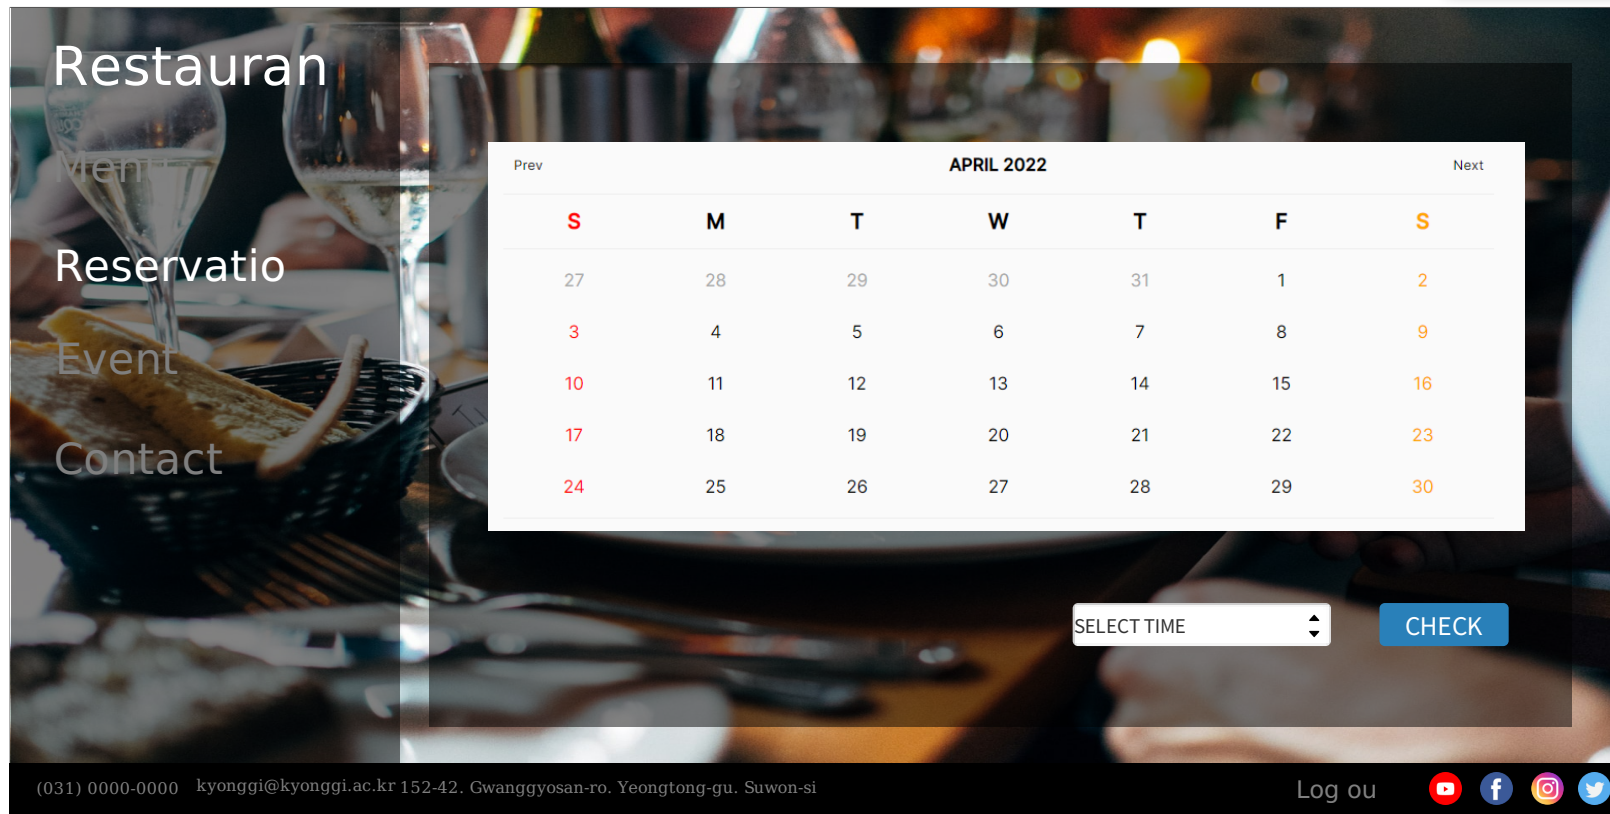 Restauran
Menu
Reservatio
Event
Contact
Prev APRIL 2022 Next
S M T W T F S
27 28 29 30 31 1 2
3 4 5 6 7 8 9
10 11 12 13 14 15 16
17 18 19 20 21 22 23
24 25 26 27 28 29 30
SELECT TIME CHECK
(031) 0000-0000 kyonggi@kyonggi.ac.kr 152-42. Gwanggyosan-ro. Yeongtong-gu. Suwon-si Log ou